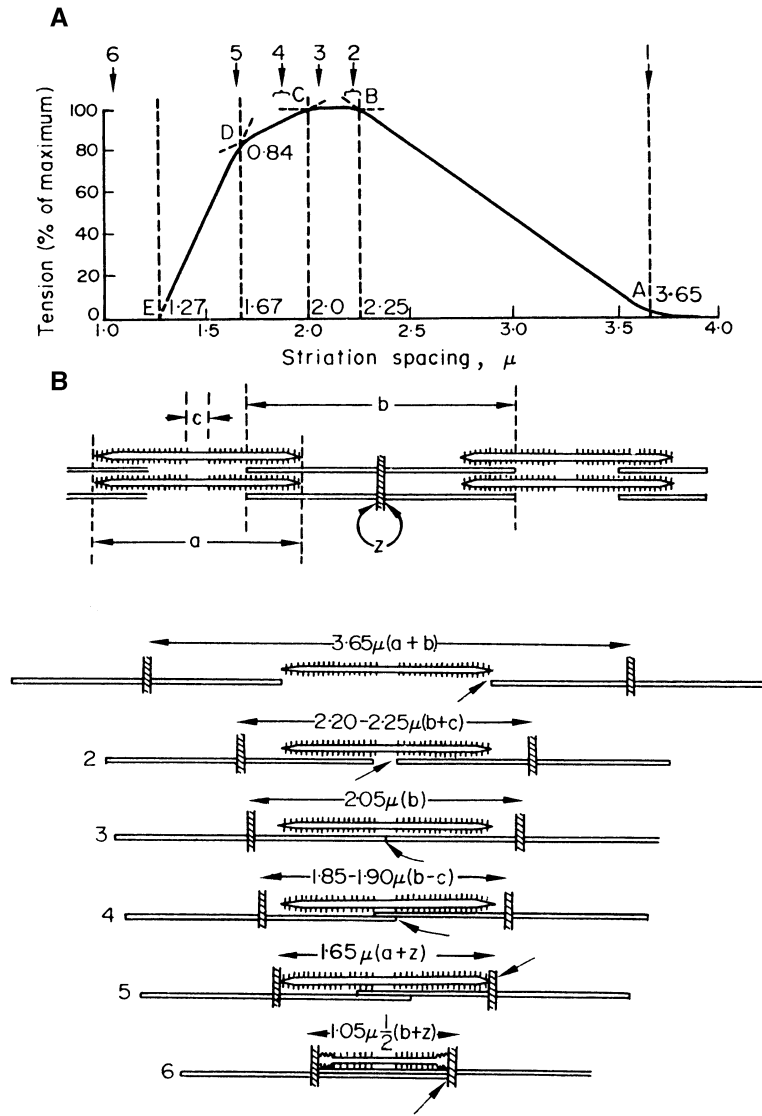 A
6 5 4 3 2 1
C B
D
0·84
A
E 1·27 1·67 2·0 2·25 3·65
100
80
60
40
20
0
1·0 1·5 2·0 2·5 3·0 3·5 4·0
Tension (% of maximum)
Striation spacing, μ
B
c b
a z
3·65μ(a+b)
2·20-2·25μ(b+c)
2
2·05μ(b)
3
1·85-1·90μ(b-c)
4
1·65μ(a+z)
5
1·05μ½(b+z)
6